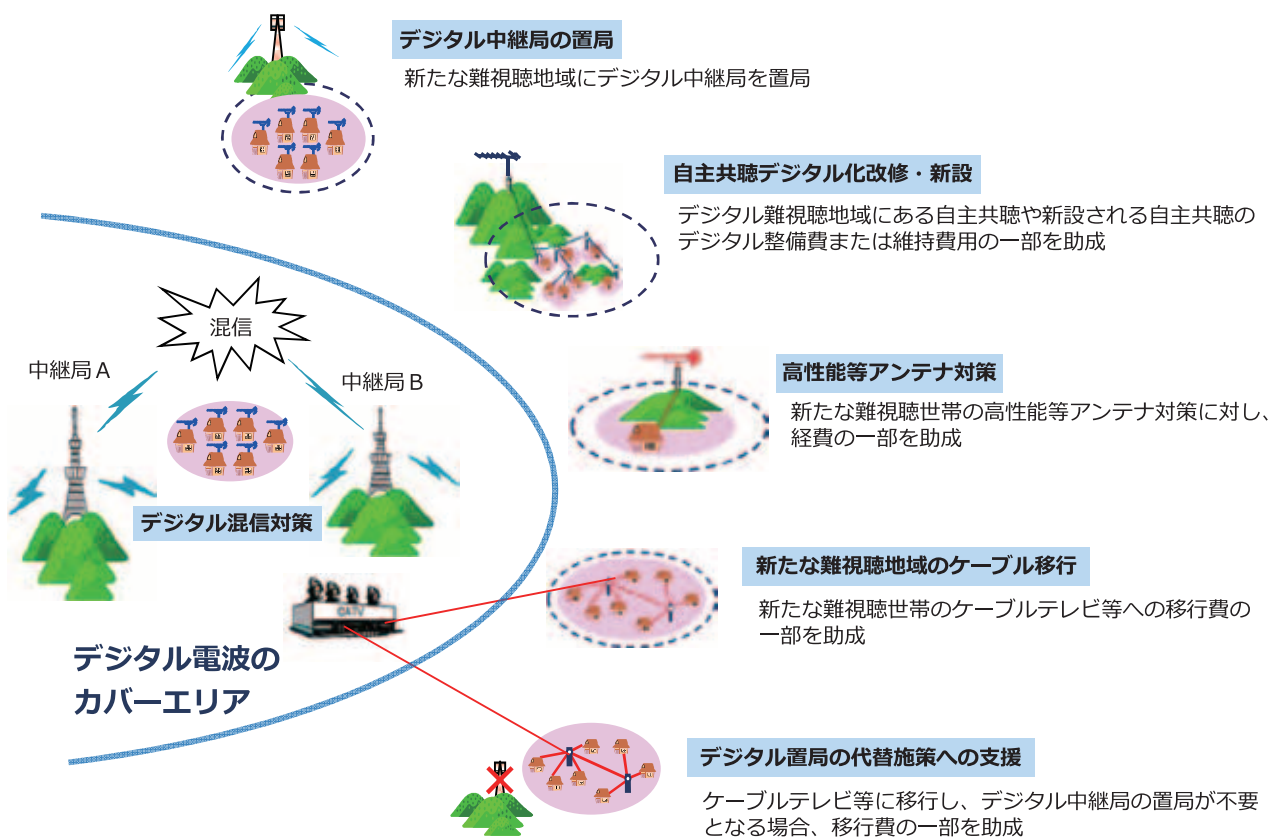 デジタル中継局の置局
新たな難視聴地域にデジタル中継局を置局
自主共聴デジタル化改修・新設
デジタル難視聴地域にある自主共聴や新設される自主共聴の
デジタル整備費または維持費用の一部を助成
混信
中継局A
中継局B
高性能等アンテナ対策
新たな難視聴世帯の高性能等アンテナ対策に対し、
経費の一部を助成
デジタル混信対策
新たな難視聴地域のケーブル移行
新たな難視聴世帯のケーブルテレビ等への移行費の
一部を助成
CATV
デジタル電波の
カバーエリア
デジタル置局の代替施策への支援
ケーブルテレビ等に移行し、デジタル中継局の置局が不要
となる場合、移行費の一部を助成